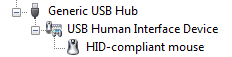 Generic USB Hub
USB Human Interface Device
HID-compliant mouse